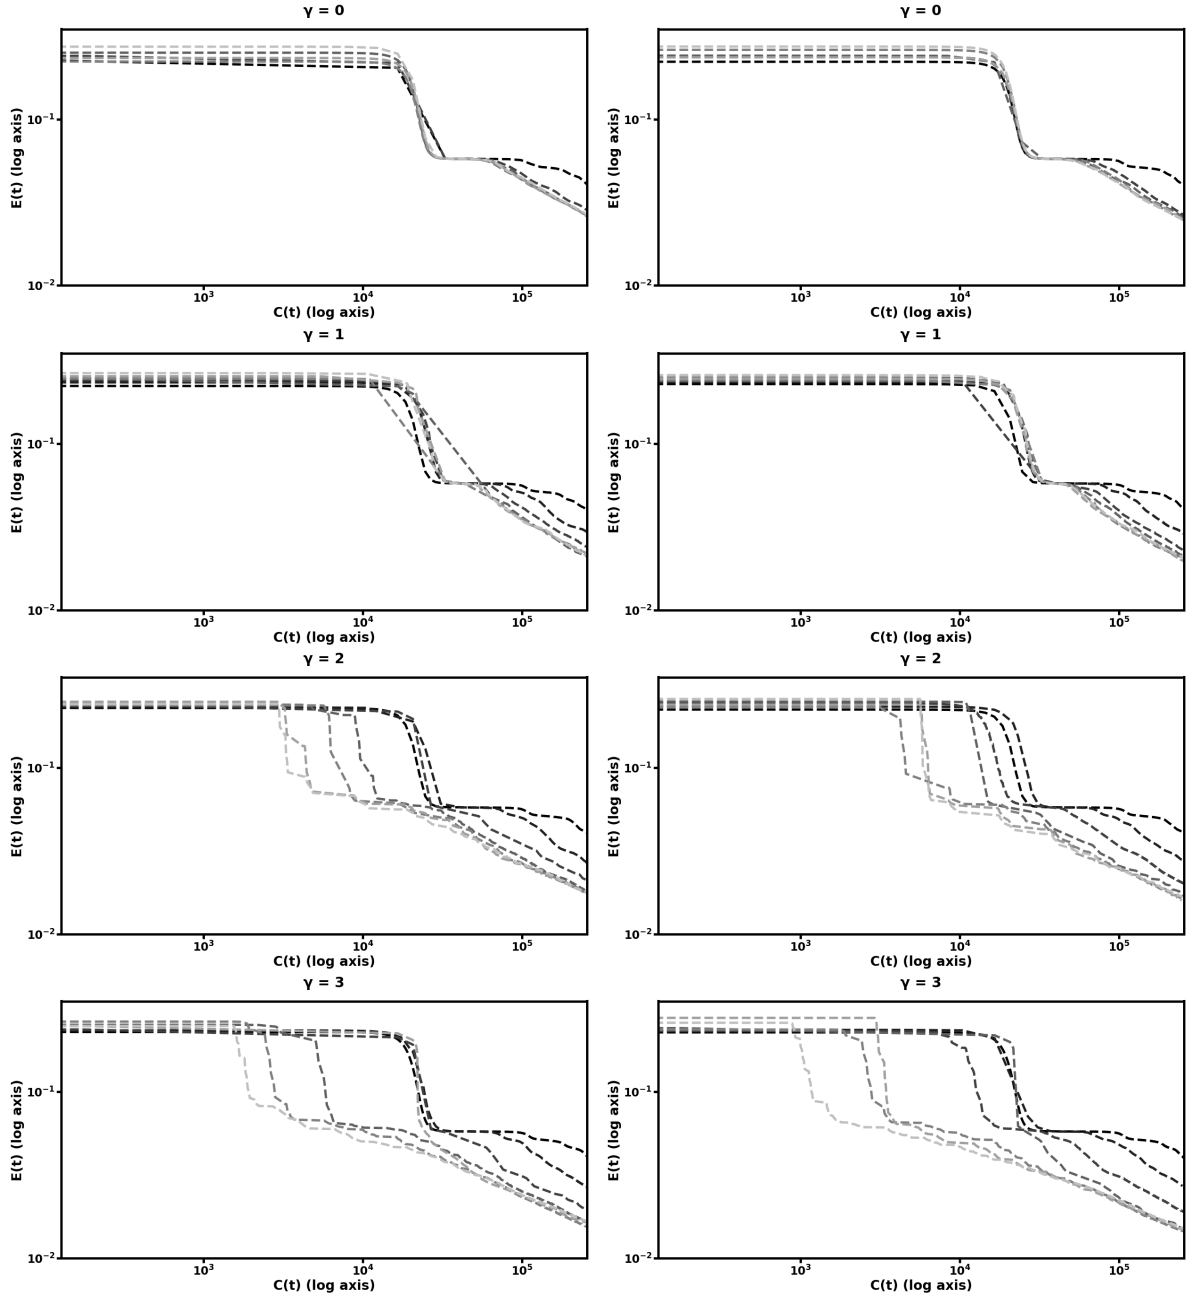 γ = 0
E(t) (log axis)
10⁻¹
10⁻²
10³
10⁴
10⁵
C(t) (log axis)
γ = 0
E(t) (log axis)
10⁻¹
10⁻²
10³
10⁴
10⁵
C(t) (log axis)
γ = 1
E(t) (log axis)
10⁻¹
10⁻²
10³
10⁴
10⁵
C(t) (log axis)
γ = 1
E(t) (log axis)
10⁻¹
10⁻²
10³
10⁴
10⁵
C(t) (log axis)
γ = 2
E(t) (log axis)
10⁻¹
10⁻²
10³
10⁴
10⁵
C(t) (log axis)
γ = 2
E(t) (log axis)
10⁻¹
10⁻²
10³
10⁴
10⁵
C(t) (log axis)
γ = 3
E(t) (log axis)
10⁻¹
10⁻²
10³
10⁴
10⁵
C(t) (log axis)
γ = 3
E(t) (log axis)
10⁻¹
10⁻²
10³
10⁴
10⁵
C(t) (log axis)